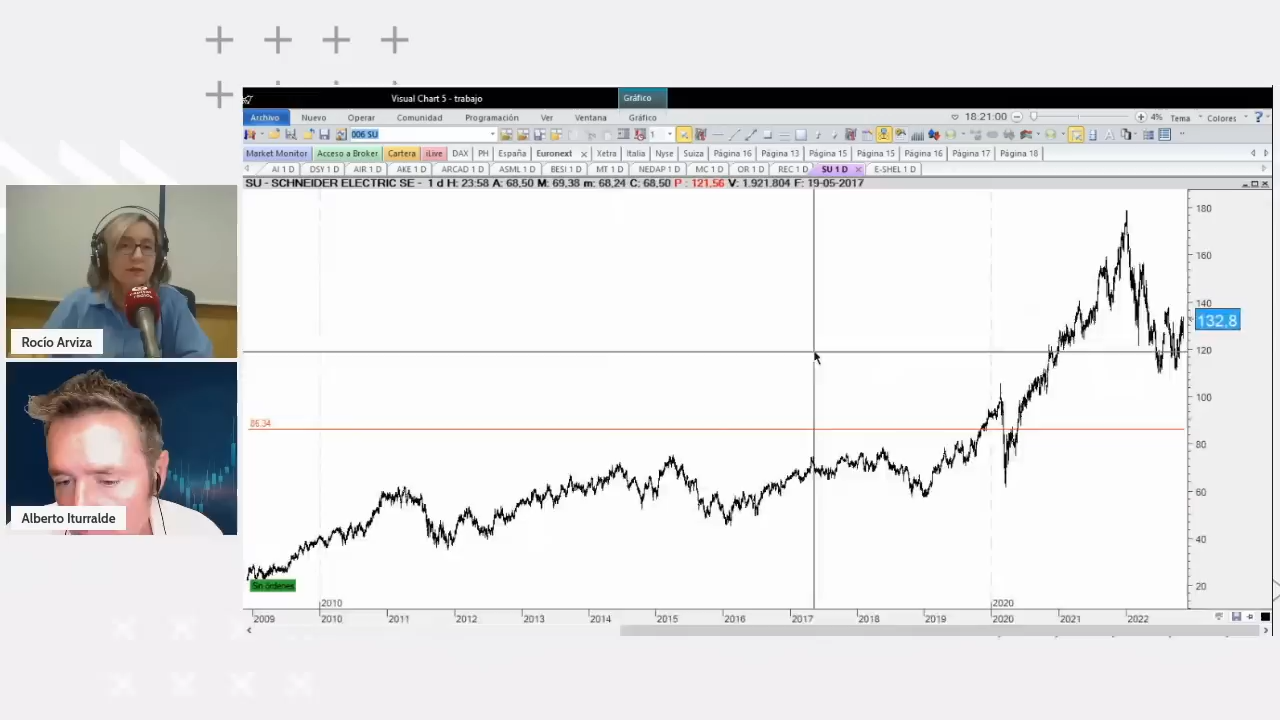 Visual Chart 5 - trabajo
Gráfico
Archivo Nuevo Operar Comunidad Programación Ver Ventana Gráfico
18:21:00 4% Tema Colores ?
006 SU 1
Market Monitor Acceso a Broker Cartera iLive DAX PH España Euronext x Xetra Italia Nyse Suiza Página 16 Página 13 Página 15 Página 15 Página 16 Página 17 Página 18
AI 1 D DSY 1 D AIR 1 D AKE 1 D ARCAD 1 D ASML 1 D BESI 1 D MT 1 D NEDAP 1 D MC 1 D OR 1 D REC 1 D SU 1 D x E-SHEL 1 D
SU - SCHNEIDER ELECTRIC SE - 1 d H: 23:58 A: 68,50 M: 69,38 m: 68,24 C: 68,50 P : 121,56 V: 1.921.804 F: 19-05-2017
180
160
140
132,8
120
100
86.34
80
60
40
20
Sin órdenes
2010 2020
2009 2010 2011 2012 2013 2014 2015 2016 2017 2018 2019 2020 2021 2022
Rocío Arviza
capital radio
Alberto Iturralde